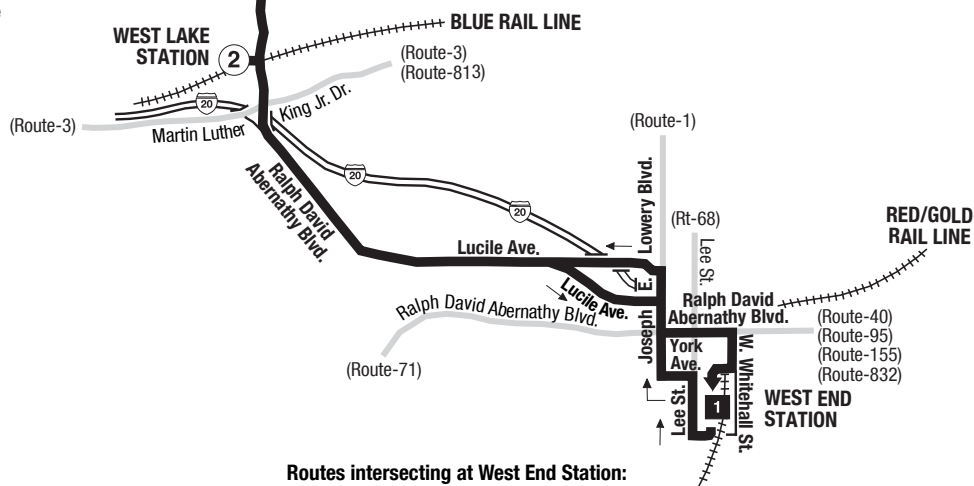 BLUE RAIL LINE
WEST LAKE
STATION
2
(Route-3)
(Route-813)
20
(Route-3)
Martin Luther
King Jr. Dr.
(Route-1)
20
Ralph David
Abernathy Blvd.
20
(Rt-68)
RED/GOLD
RAIL LINE
Lowery Blvd.
Lee St.
Lucile Ave.
E.
Lucile Ave.
Ralph David
Abernathy Blvd.
Ralph David Abernathy Blvd.
(Route-40)
(Route-95)
(Route-155)
(Route-832)
Joseph
York
Ave.
W. Whitehall St.
(Route-71)
Lee St.
1
WEST END
STATION
Routes intersecting at West End Station: